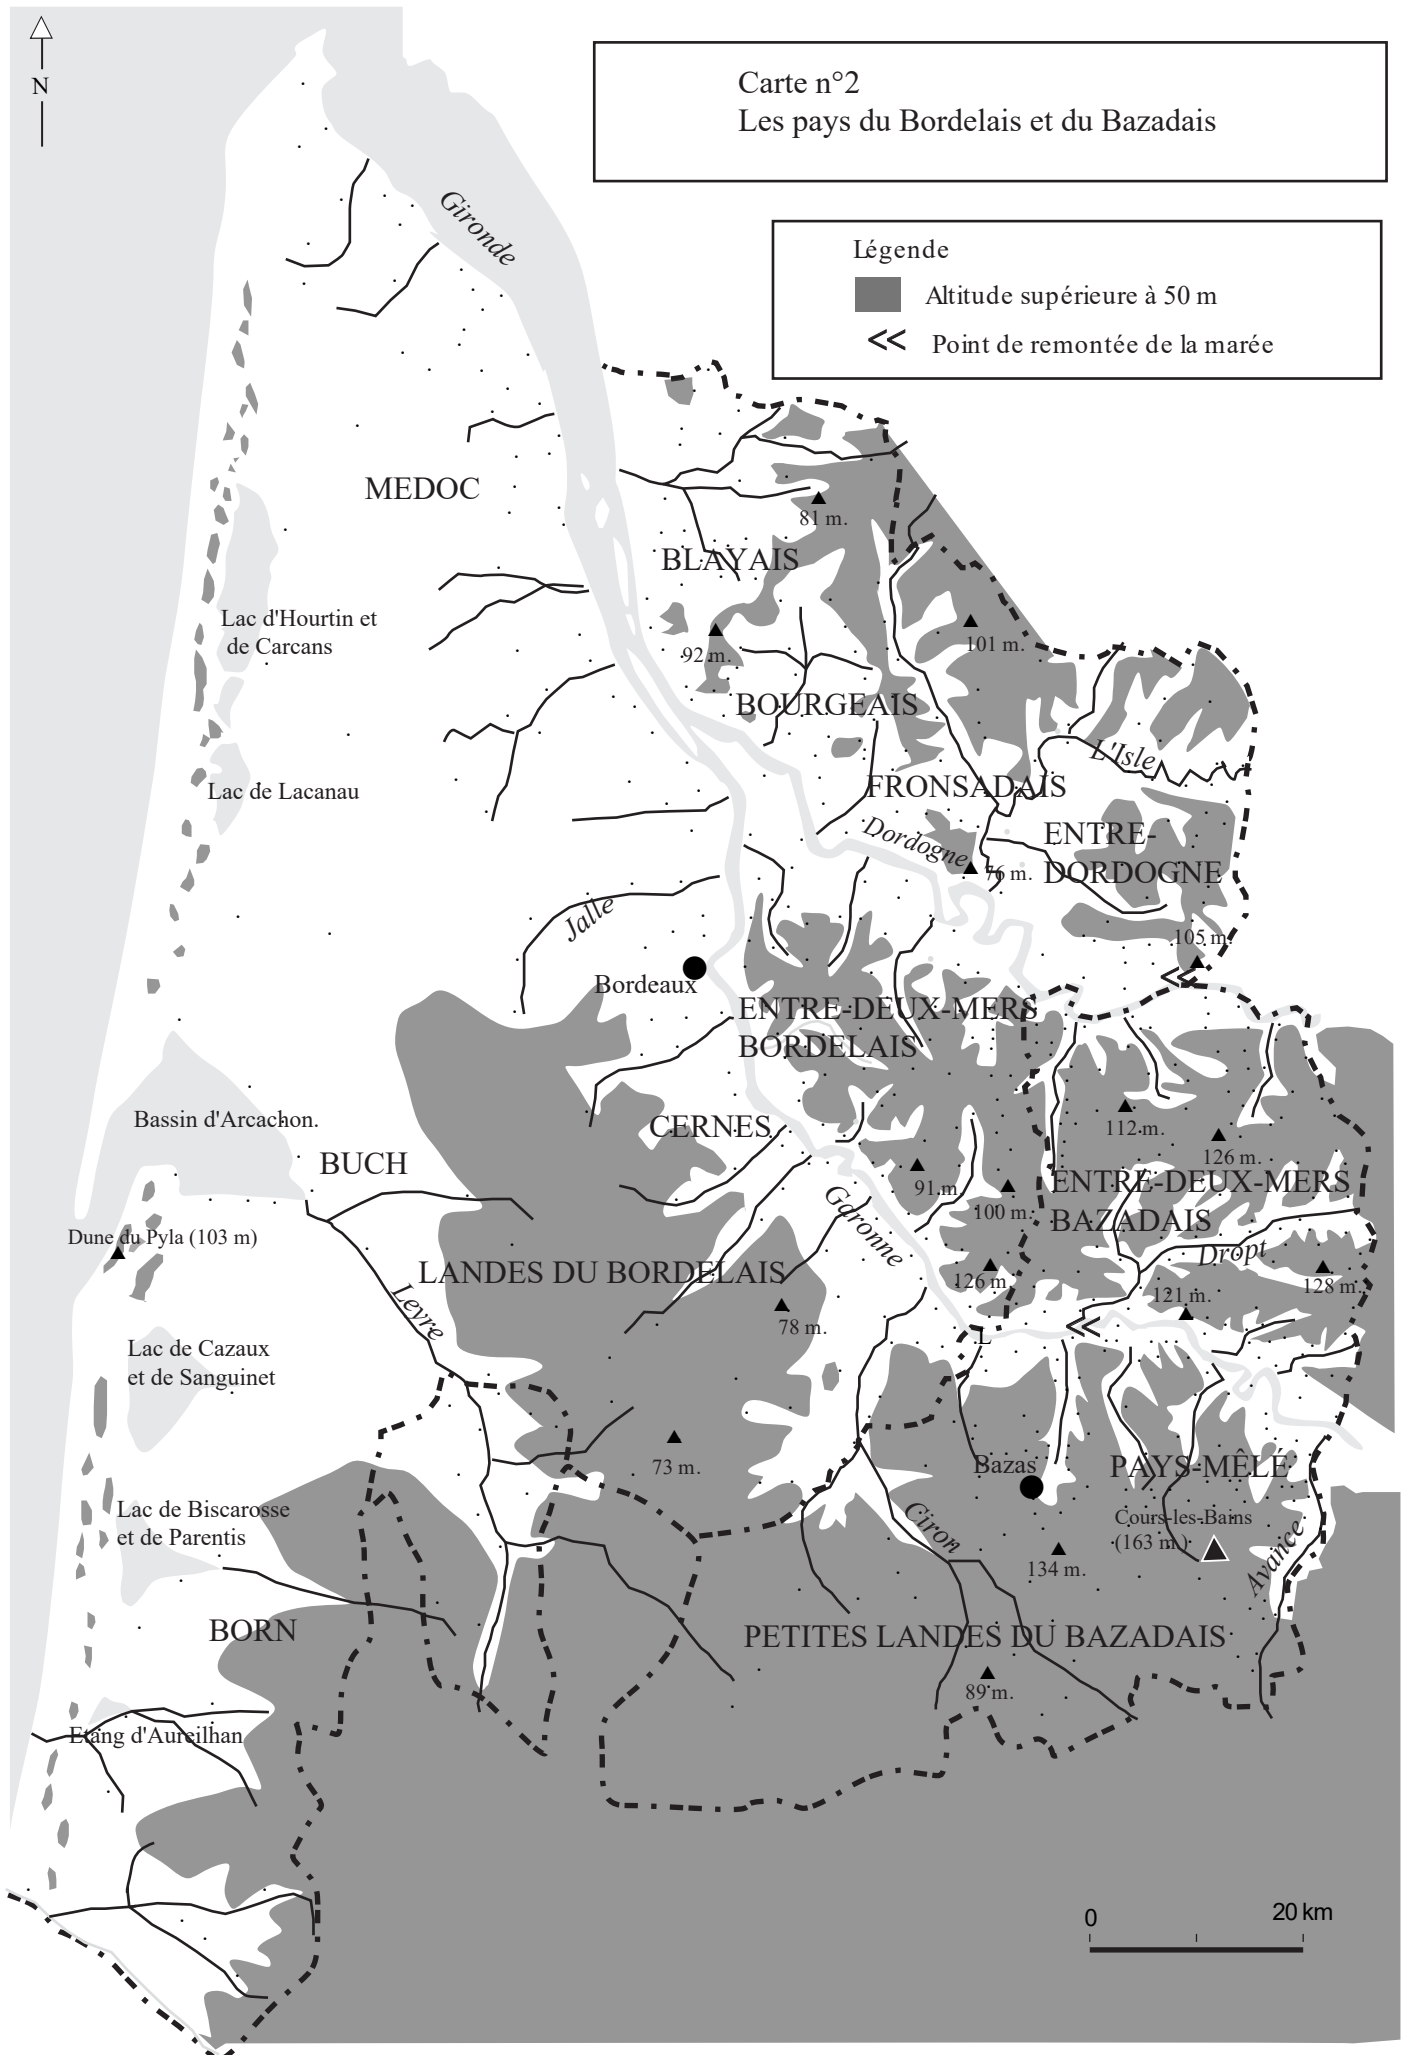 N
Carte n°2
Les pays du Bordelais et du Bazadais
Légende
Altitude supérieure à 50 m
<< Point de remontée de la marée
Gironde
MEDOC
81 m.
BLAYAIS
Lac d'Hourtin et
de Carcans
92 m.
101 m.
BOURGEAIS
L'Isle
Lac de Lacanau
FRONSADAIS
Dordogne
76 m.
ENTRE-
DORDOGNE
Jalle
105 m.
<<
Bordeaux
ENTRE-DEUX-MERS
BORDELAIS
Bassin d'Arcachon.
CERNES
112 m.
126 m.
BUCH
91 m.
100 m.
ENTRE-DEUX-MERS
BAZADAIS
Garonne
Dropt
Dune du Pyla (103 m)
LANDES DU BORDELAIS
126 m.
121 m.
128 m.
Leyre
78 m.
<<
L
Lac de Cazaux
et de Sanguinet
73 m.
Bazas
PAYS-MÊLÉ
Lac de Biscarosse
et de Parentis
Ciron
Cours-les-Bains
(163 m.)
134 m.
Avance
BORN
PETITES LANDES DU BAZADAIS
89 m.
Etang d'Aureilhan
0
20 km